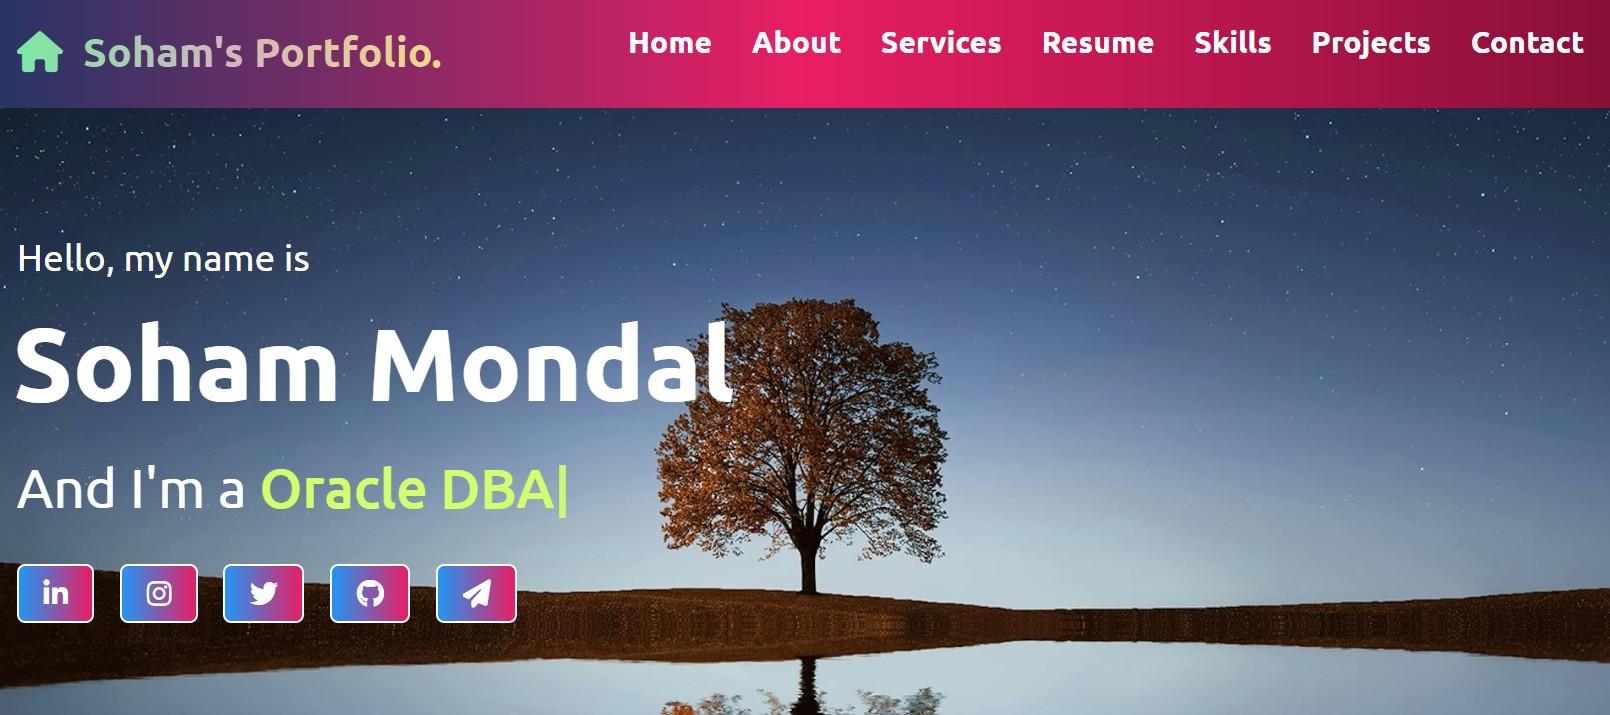 Soham's Portfolio.
Home About Services Resume Skills Projects Contact
Hello, my name is
Soham Mondal
And I'm a Oracle DBA|
in